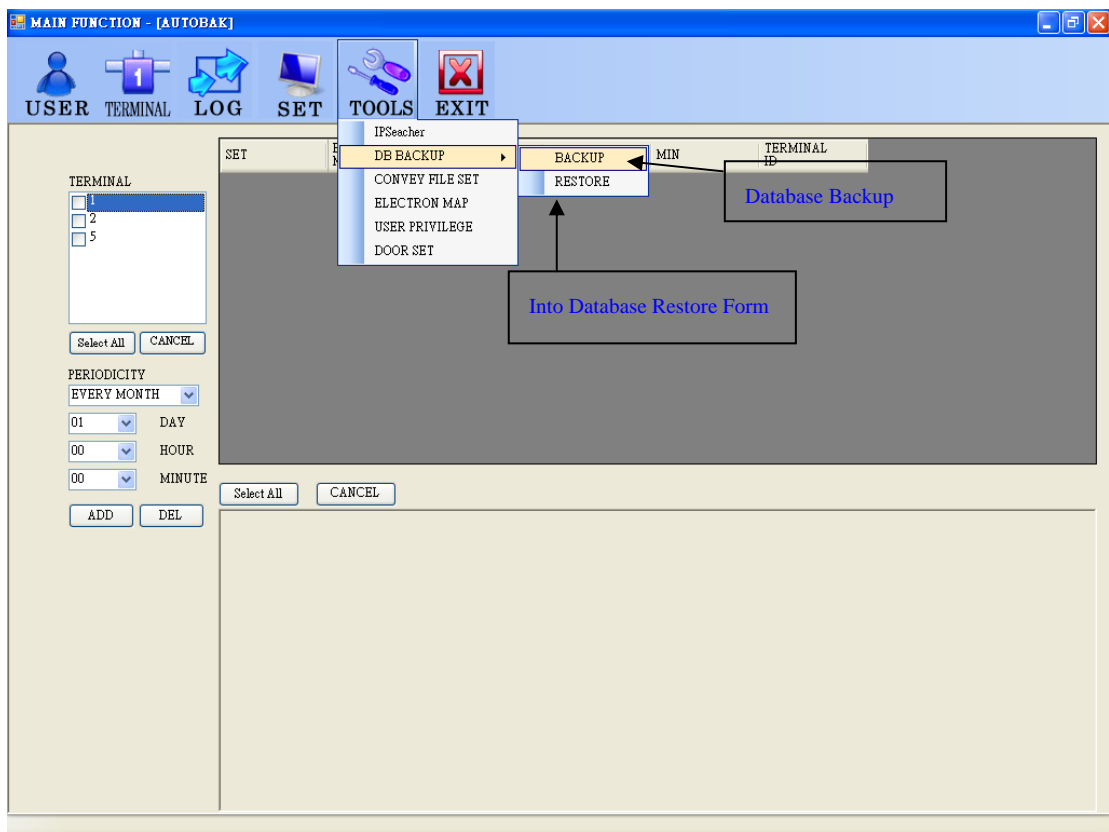 MAIN FUNCTION - [AUTOBAK]
USER TERMINAL LOG SET TOOLS EXIT
1
IPSeacher
DB BACKUP
CONVEY FILE SET
ELECTRON MAP
USER PRIVILEGE
DOOR SET
BACKUP
RESTORE
SET
MIN
TERMINAL
ID
Database Backup
Into Database Restore Form
TERMINAL
1
2
5
Select All CANCEL
PERIODICITY
EVERY MONTH
01 DAY
00 HOUR
00 MINUTE
ADD DEL
Select All CANCEL